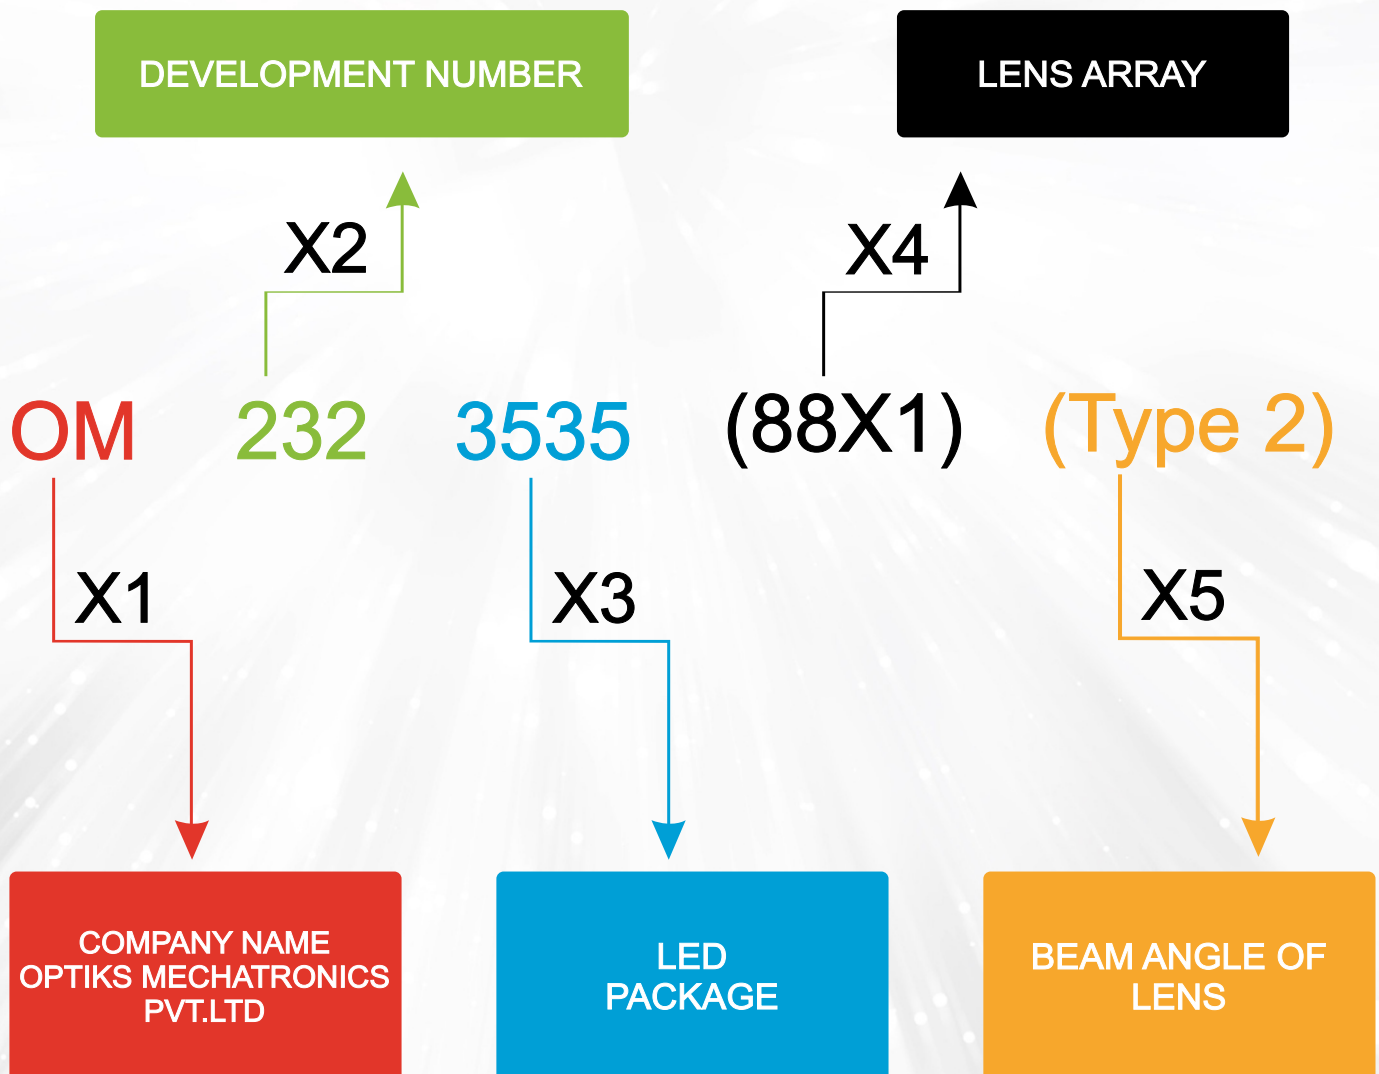 DEVELOPMENT NUMBER
LENS ARRAY
X2
X4
OM 232 3535 (88X1) (Type 2)
X1
X3
X5
COMPANY NAME
OPTIKS MECHATRONICS
PVT.LTD
LED
PACKAGE
BEAM ANGLE OF
LENS